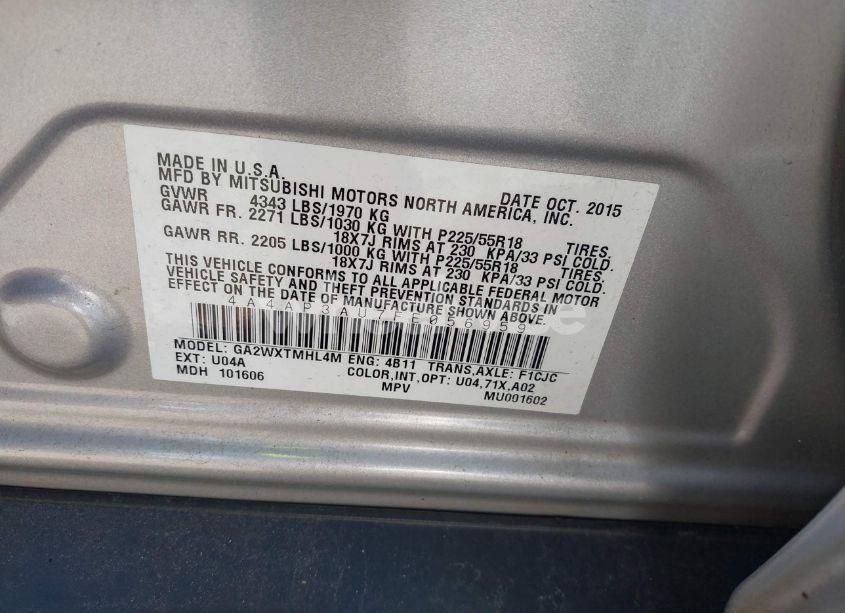 MADE IN U.S.A. DATE OCT. 2015
MFD BY MITSUBISHI MOTORS NORTH AMERICA, INC.
GVWR 4343 LBS/1970 KG
GAWR FR. 2271 LBS/1030 KG WITH P225/55R18 TIRES.
18X7J RIMS AT 230 KPA/33 PSI COLD.
GAWR RR. 2205 LBS/1000 KG WITH P225/55R18 TIRES.
18X7J RIMS AT 230 KPA/33 PSI COLD.
THIS VEHICLE CONFORMS TO ALL APPLICABLE FEDERAL MOTOR
VEHICLE SAFETY AND THEFT PREVENTION STANDARDS IN
EFFECT ON THE DATE OF MANUFACTURE SHOWN ABOVE.
4A4AP3AU7FE056959
MODEL: GA2WXTMHL4M ENG: 4B11 TRANS,AXLE: F1CJC
EXT: U04A COLOR,INT,OPT: U04,71X,A02
MDH 101606 MPV MU001602